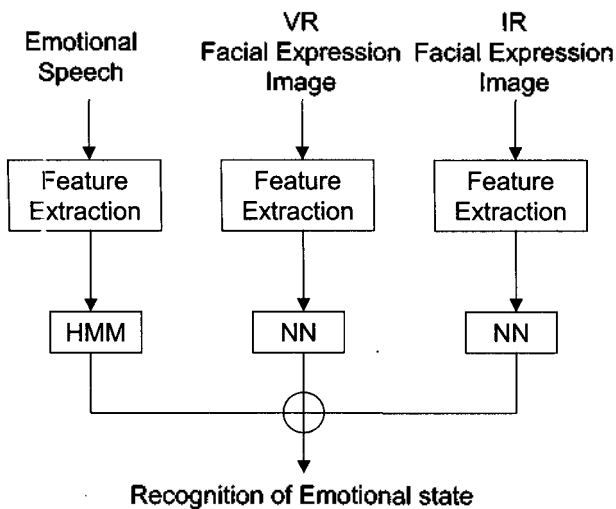 Emotional
Speech
VR
Facial Expression
Image
IR
Facial Expression
Image
Feature
Extraction
Feature
Extraction
Feature
Extraction
HMM
NN
NN
Recognition of Emotional state